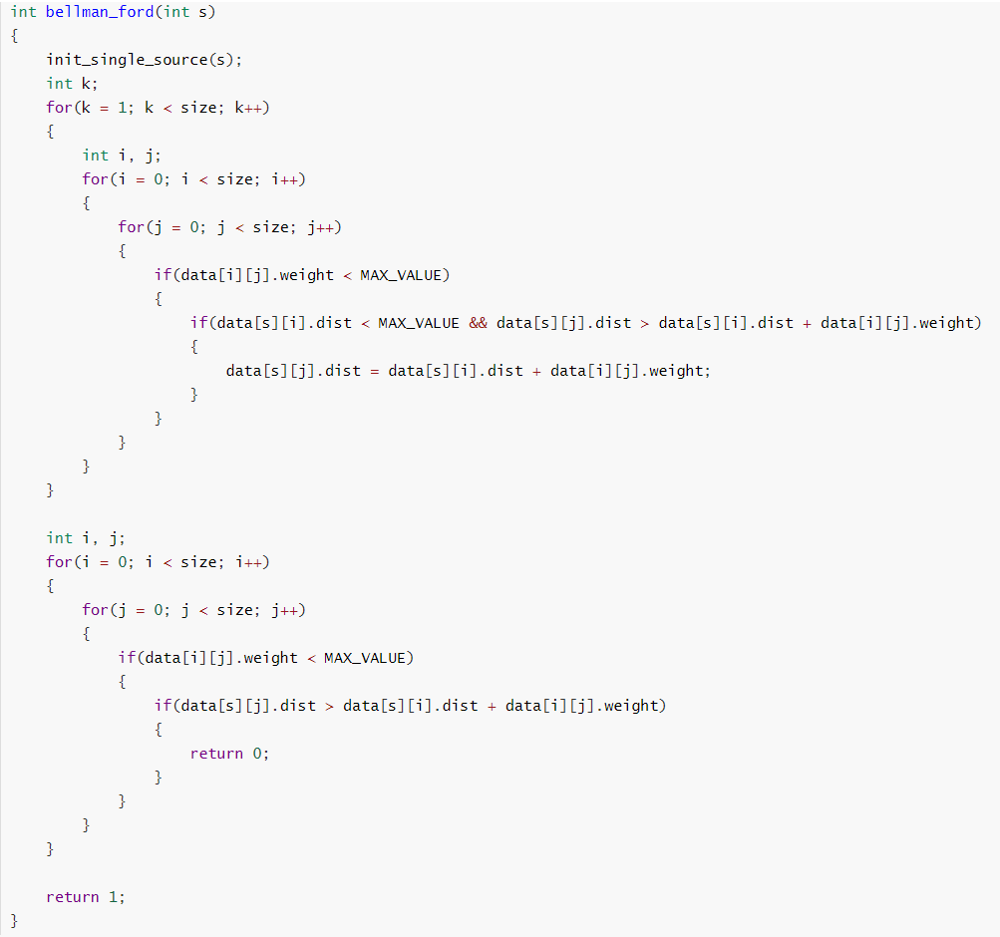 int bellman_ford(int s)
{
    init_single_source(s);
    int k;
    for(k = 1; k < size; k++)
    {
        int i, j;
        for(i = 0; i < size; i++)
        {
            for(j = 0; j < size; j++)
            {
                if(data[i][j].weight < MAX_VALUE)
                {
                    if(data[s][i].dist < MAX_VALUE && data[s][j].dist > data[s][i].dist + data[i][j].weight)
                    {
                        data[s][j].dist = data[s][i].dist + data[i][j].weight;
                    }
                }
            }
        }
    }

    int i, j;
    for(i = 0; i < size; i++)
    {
        for(j = 0; j < size; j++)
        {
            if(data[i][j].weight < MAX_VALUE)
            {
                if(data[s][j].dist > data[s][i].dist + data[i][j].weight)
                {
                    return 0;
                }
            }
        }
    }

    return 1;
}